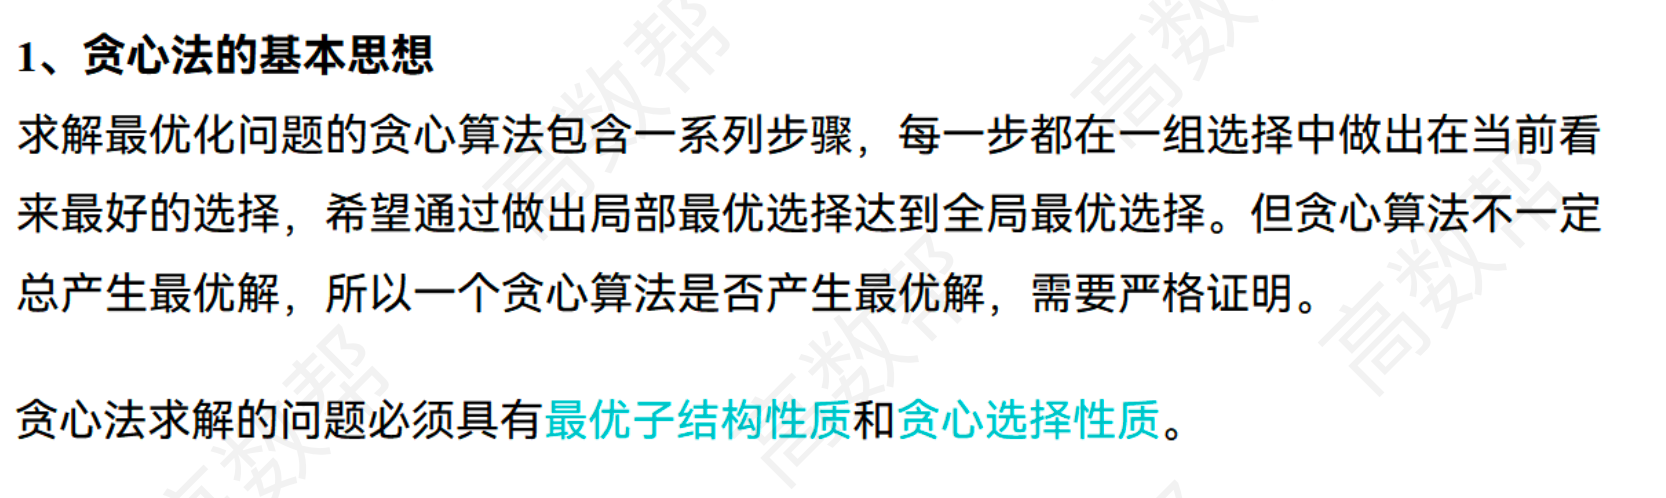 1、贪心法的基本思想
求解最优化问题的贪心算法包含一系列步骤，每一步都在一组选择中做出在当前看
来最好的选择，希望通过做出局部最优选择达到全局最优选择。但贪心算法不一定
总产生最优解，所以一个贪心算法是否产生最优解，需要严格证明。
贪心法求解的问题必须具有最优子结构性质和贪心选择性质。
高数帮
高数
高数帮
高数帮
高数帮